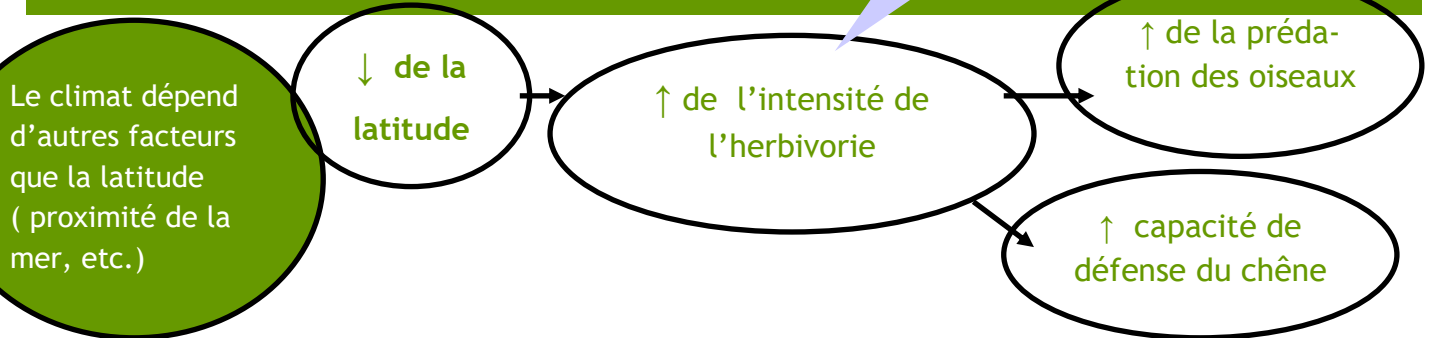 Le climat dépend
d’autres facteurs
que la latitude
( proximité de la
mer, etc.)
↓ de la
latitude
↑ de l’intensité de
l’herbivorie
↑ de la préda-
tion des oiseaux
↑ capacité de
défense du chêne